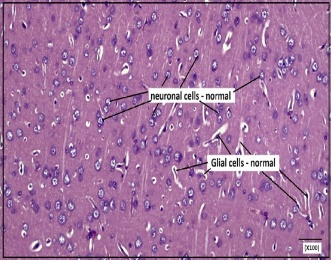 neuronal cells - normal
Glial cells - normal
(X100)